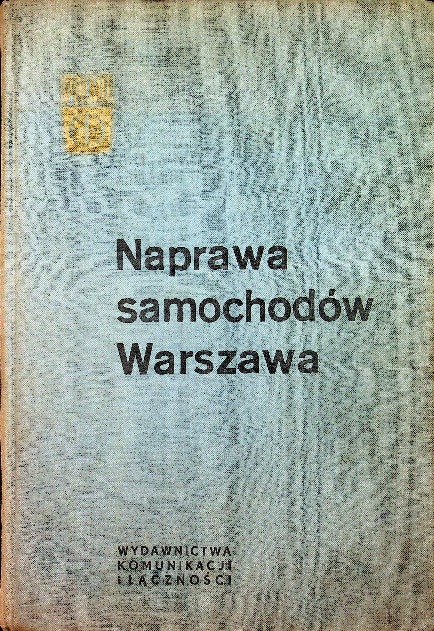 Naprawa
samochodów
Warszawa
WYDAWNICTWA
KOMUNIKACJI
I ŁĄCZNOŚCI